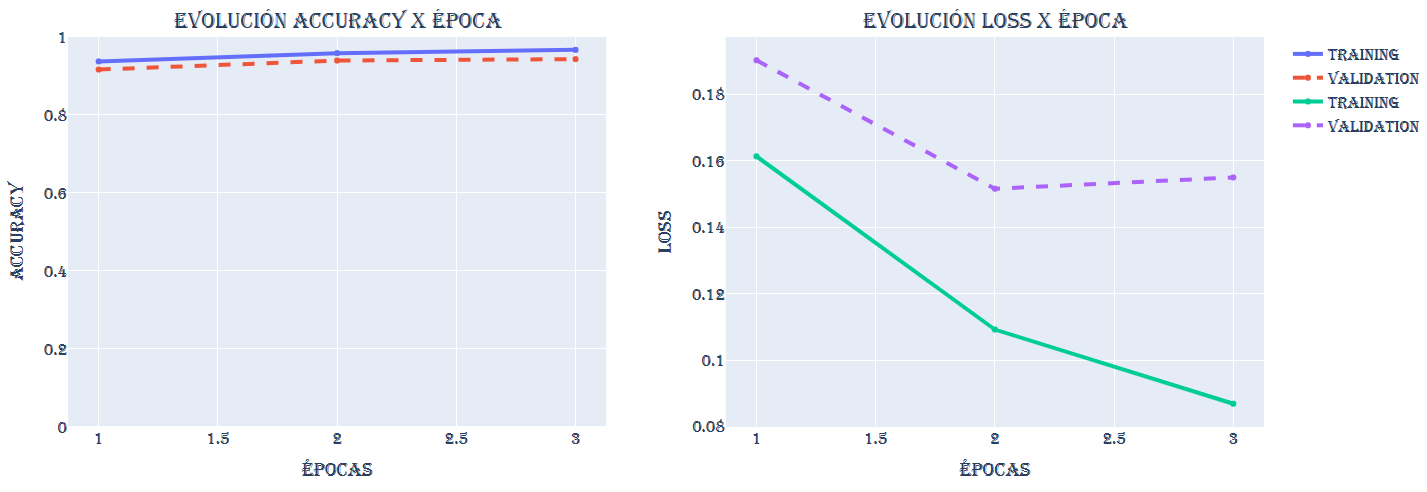 EVOLUCIÓN ACCURACY X ÉPOCA
1
0.8
0.6
0.4
0.2
0
ACCURACY
1 1.5 2 2.5 3
ÉPOCAS
EVOLUCIÓN LOSS X ÉPOCA
0.18
0.16
0.14
0.12
0.1
0.08
LOSS
1 1.5 2 2.5 3
ÉPOCAS
TRAINING
VALIDATION
TRAINING
VALIDATION